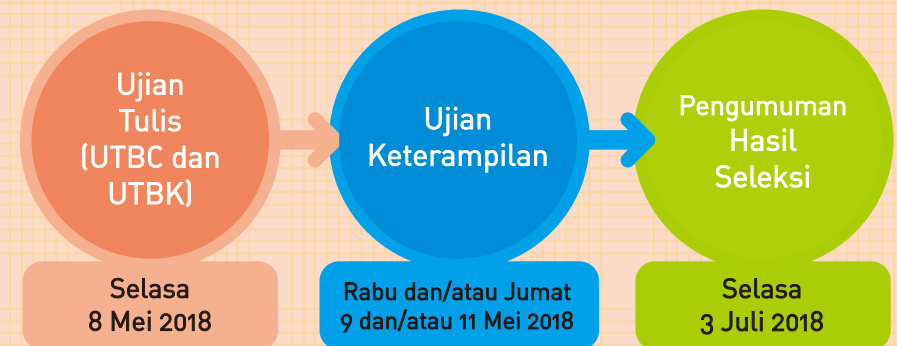 Ujian
Tulis
(UTBC dan
UTBK)
Selasa
8 Mei 2018
Ujian
Keterampilan
Rabu dan/atau Jumat
9 dan/atau 11 Mei 2018
Pengumuman
Hasil
Seleksi
Selasa
3 Juli 2018